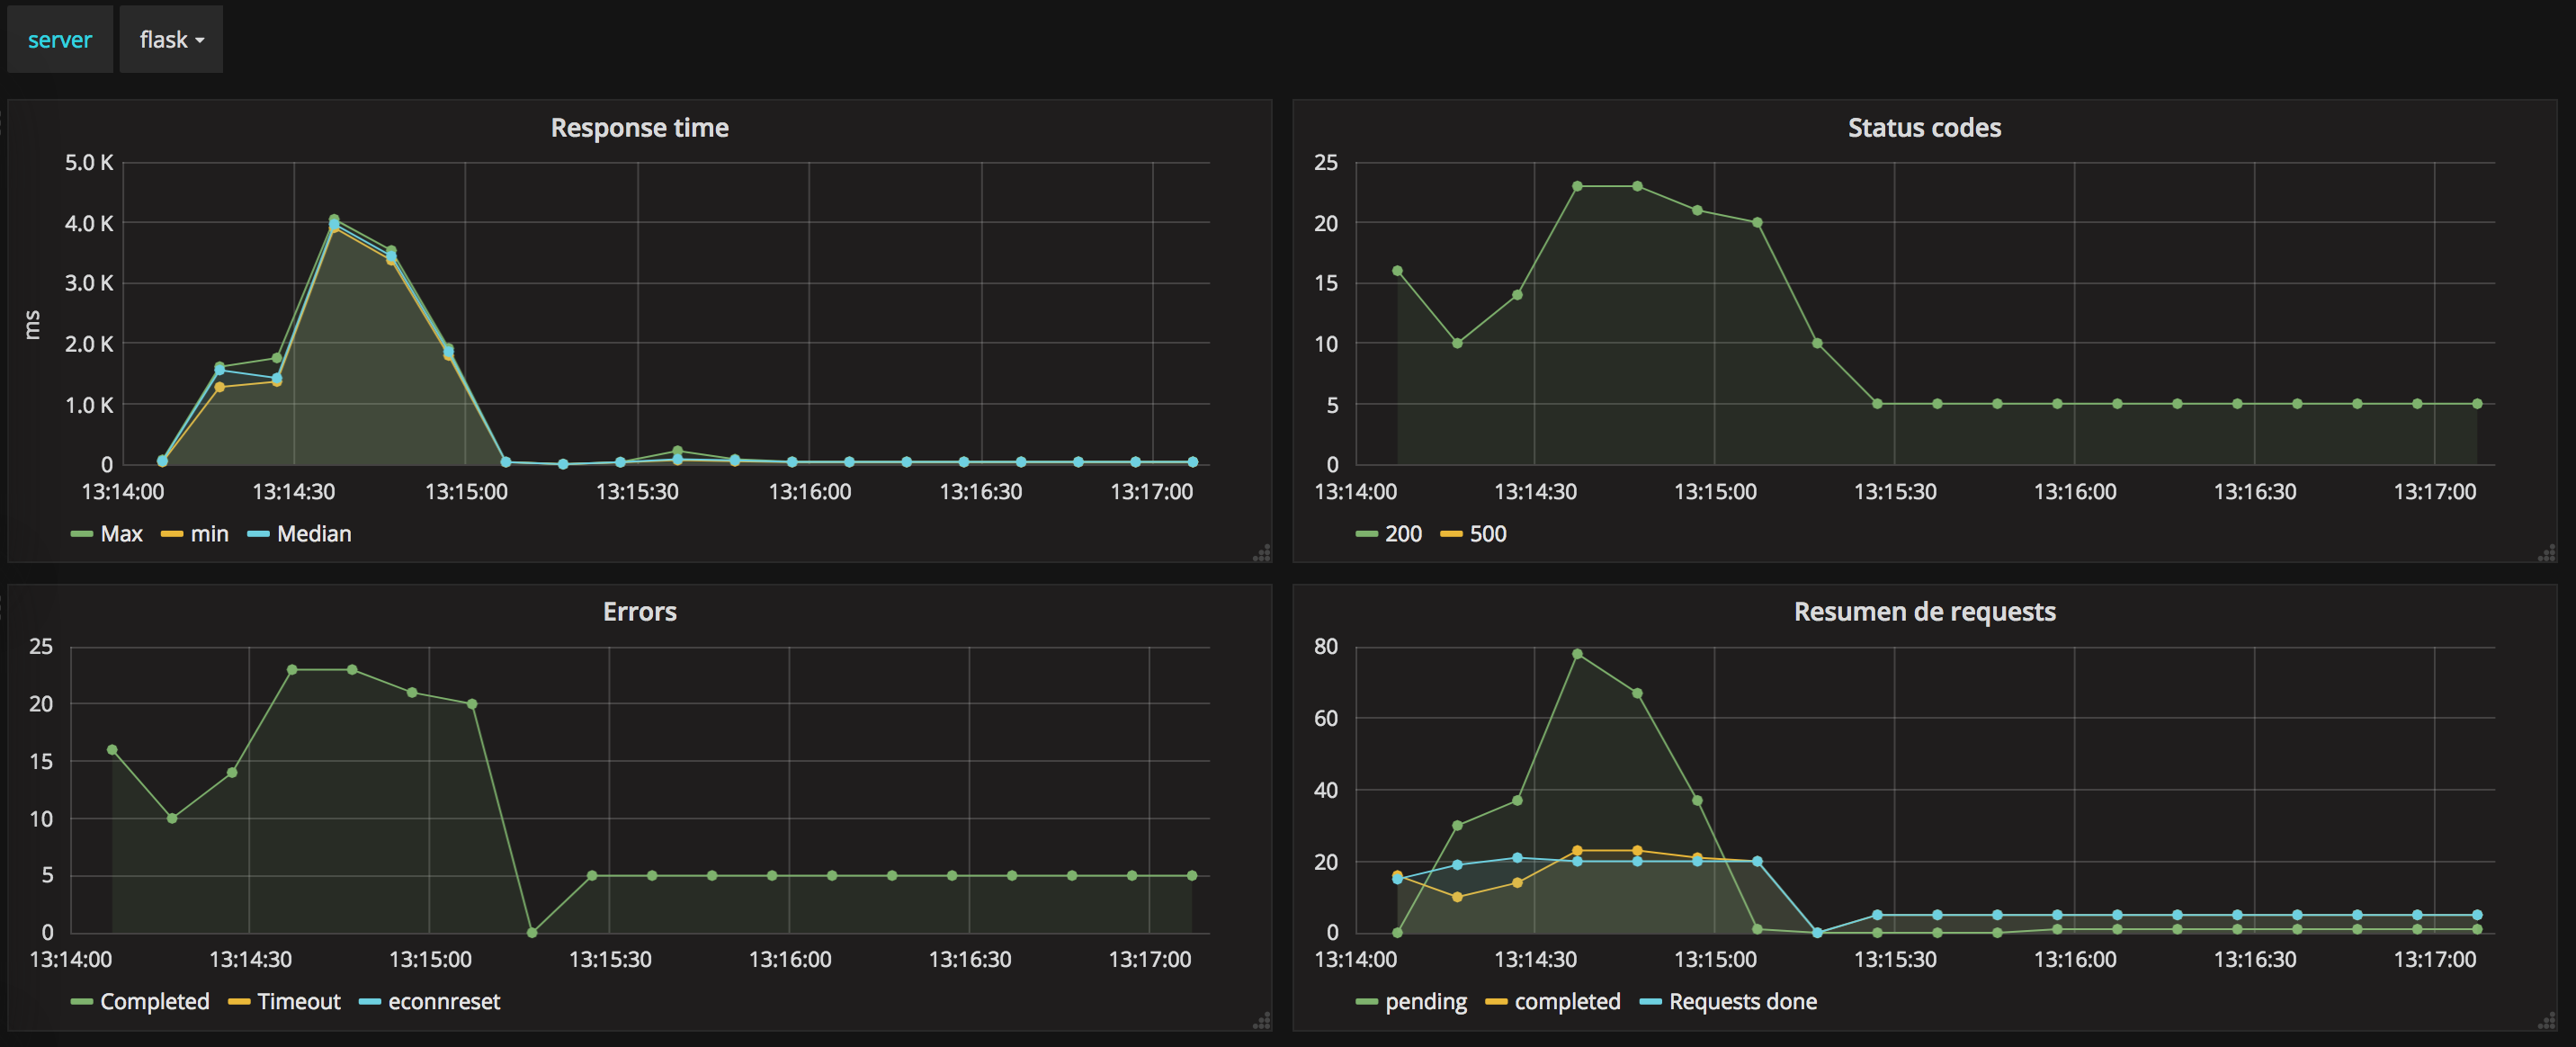 server flask
Response time
5.0 K
4.0 K
3.0 K
2.0 K
1.0 K
0
ms
13:14:00 13:14:30 13:15:00 13:15:30 13:16:00 13:16:30 13:17:00
Max min Median
Status codes
25
20
15
10
5
0
13:14:00 13:14:30 13:15:00 13:15:30 13:16:00 13:16:30 13:17:00
200 500
Errors
25
20
15
10
5
0
13:14:00 13:14:30 13:15:00 13:15:30 13:16:00 13:16:30 13:17:00
Completed Timeout econnreset
Resumen de requests
80
60
40
20
0
13:14:00 13:14:30 13:15:00 13:15:30 13:16:00 13:16:30 13:17:00
pending completed Requests done